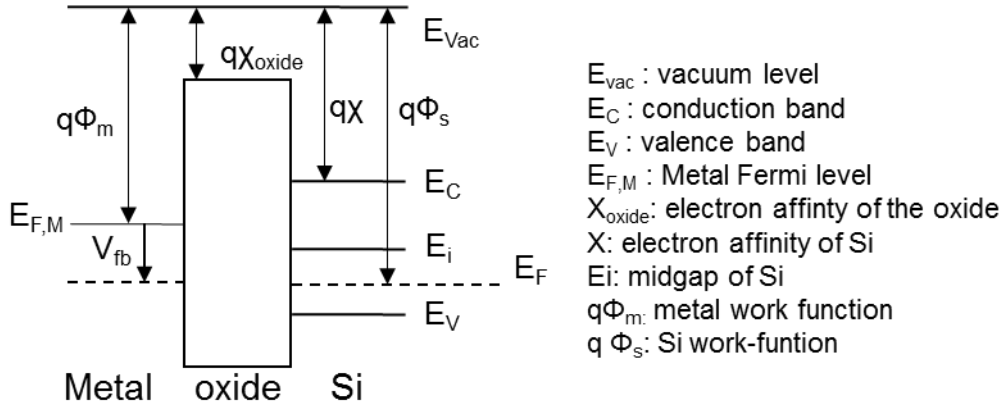 E_Vac
qχ_oxide
qΦ_m
qχ
qΦ_s
E_C
E_F,M
V_fb
E_i
E_F
E_V
Metal oxide Si
E_vac : vacuum level
E_C : conduction band
E_V : valence band
E_F,M : Metal Fermi level
X_oxide: electron affinty of the oxide
X: electron affinity of Si
Ei: midgap of Si
qΦ_m: metal work function
q Φ_s: Si work-funtion